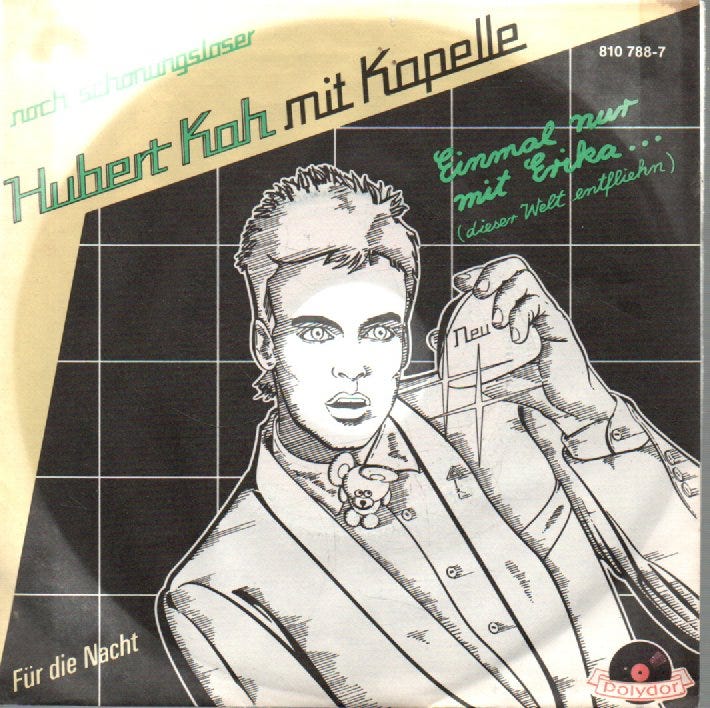 noch schonungsloser
810 788-7
Hubert Kah mit Kapelle
Einmal nur
mit Erika...
(dieser Welt entfliehn)
Neu
Für die Nacht
Polydor